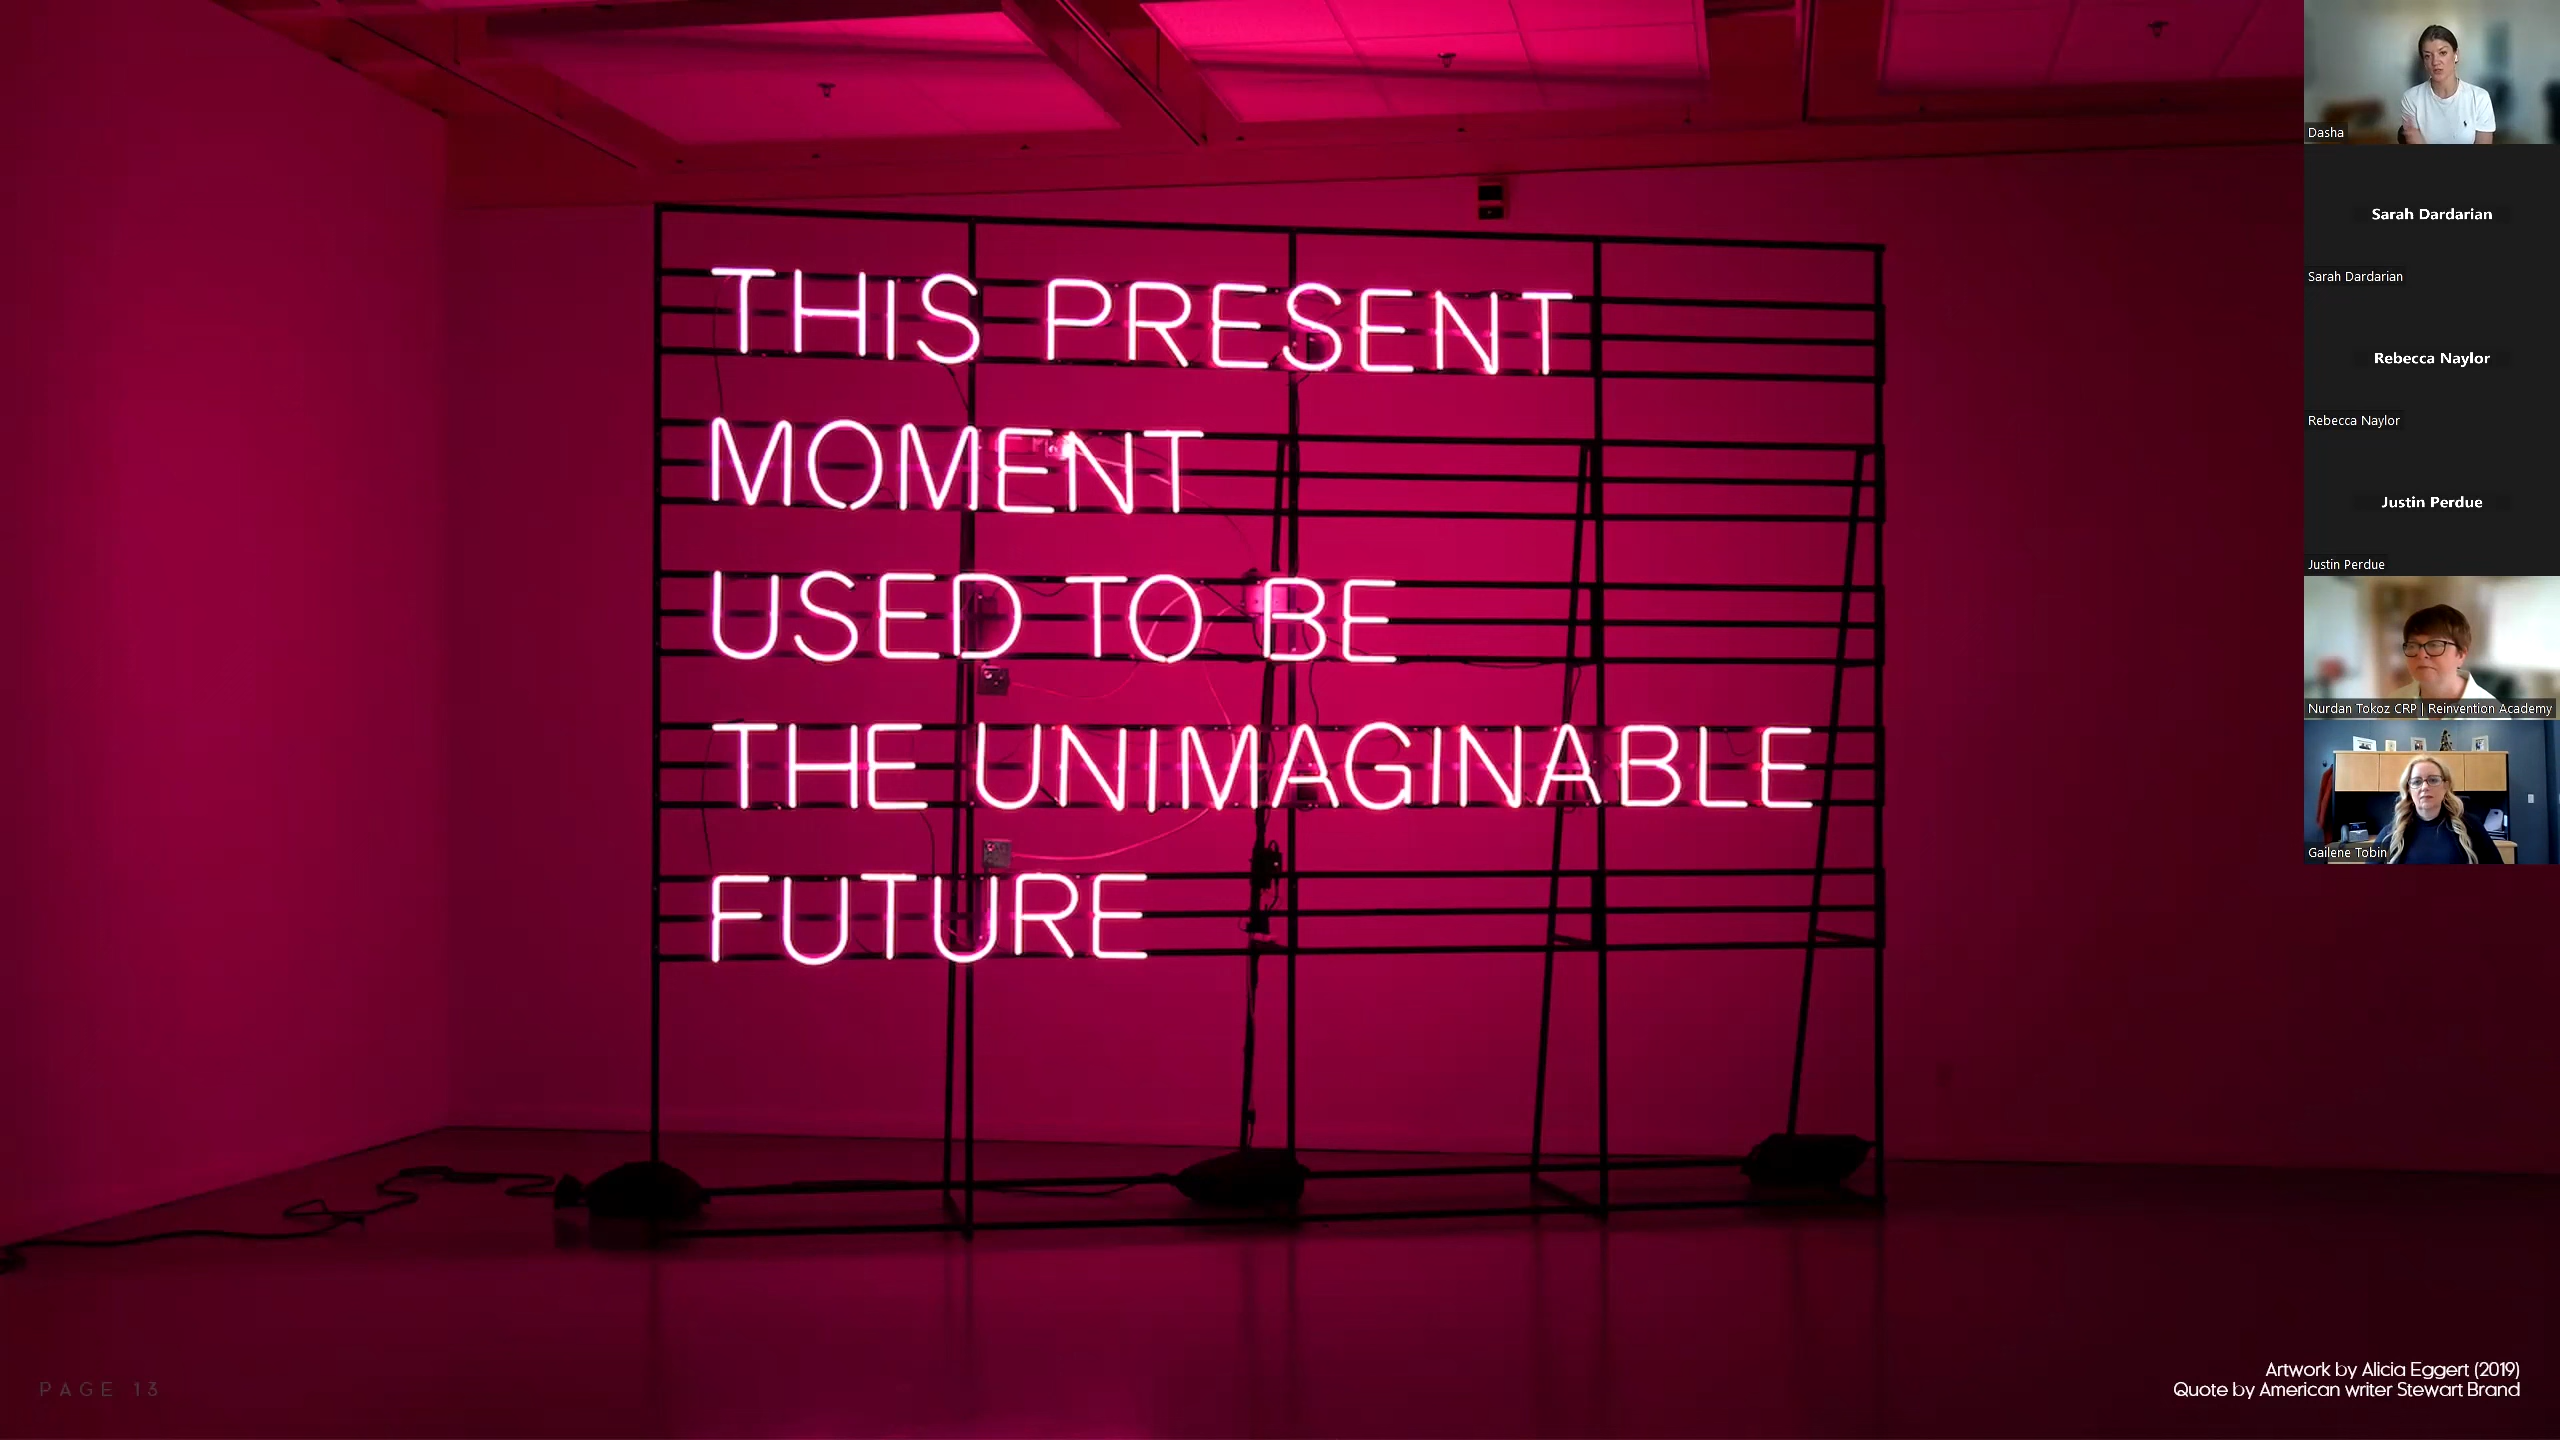 THIS PRESENT
MOMENT
USED TO BE
THE UNIMAGINABLE
FUTURE
PAGE 13
Artwork by Alicia Eggert (2019)
Quote by American writer Stewart Brand
Dasha
Sarah Dardarian
Sarah Dardarian
Rebecca Naylor
Rebecca Naylor
Justin Perdue
Justin Perdue
Nurdan Tokoz CRP | Reinvention Academy
Gailene Tobin